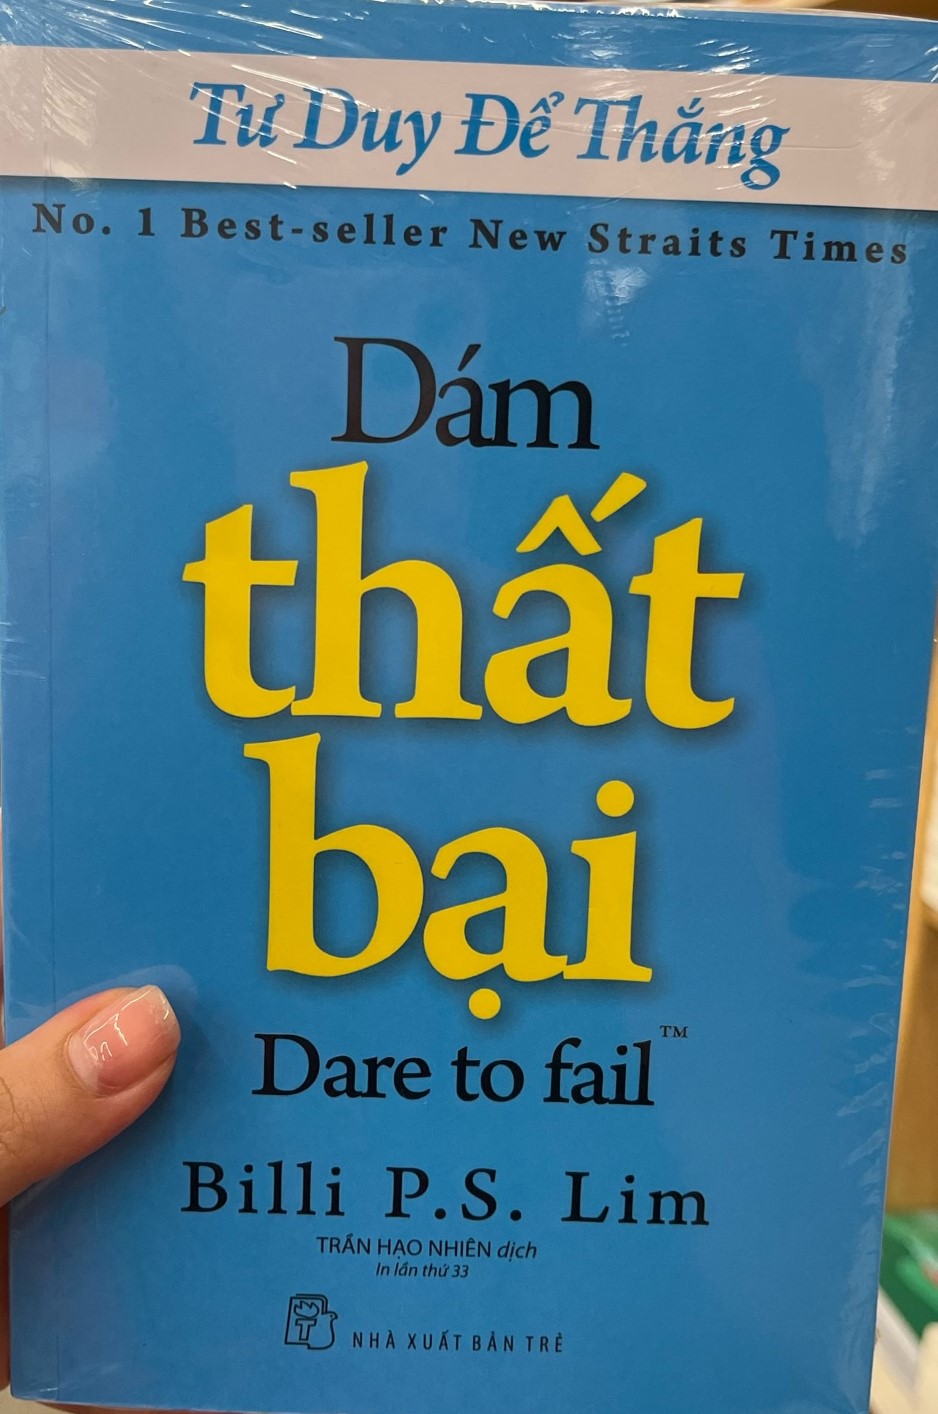 Tư Duy Để Thắng
No. 1 Best-seller New Straits Times
Dám
thất
bại
Dare to fail™
Billi P.S. Lim
TRẦN HẠO NHIÊN dịch
In lần thứ 33
NHÀ XUẤT BẢN TRẺ